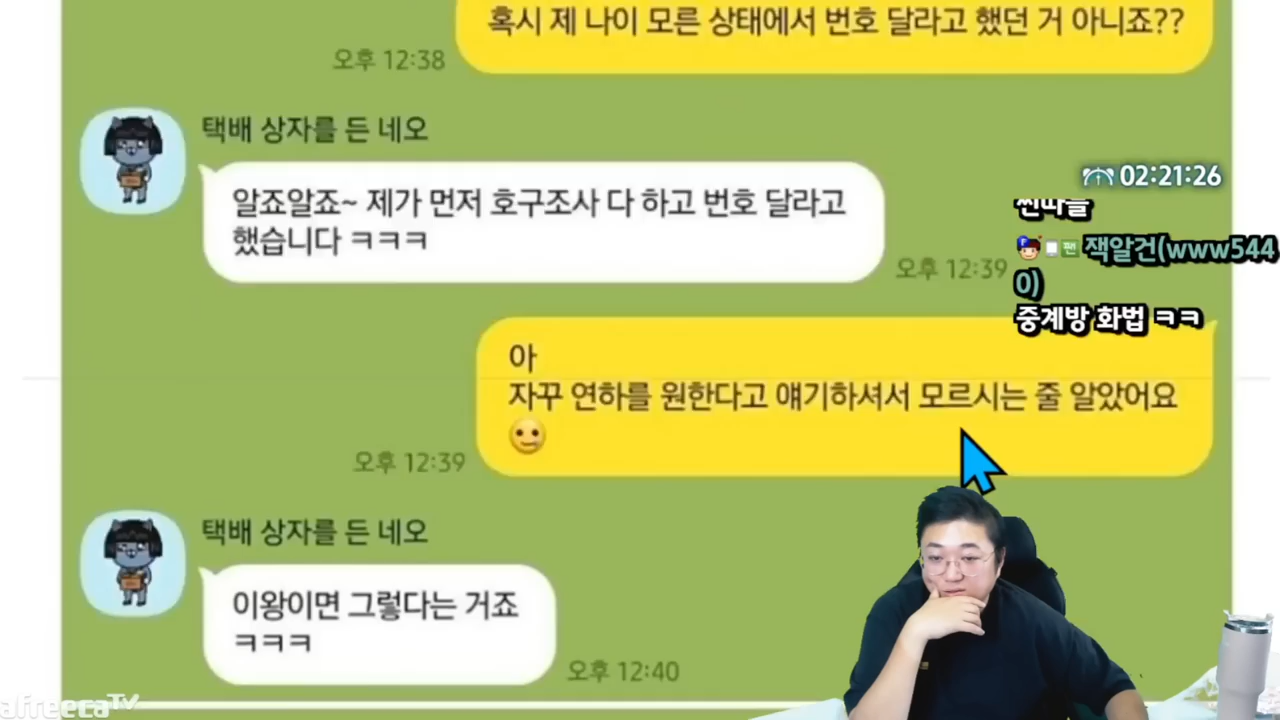 혹시 제 나이 모른 상태에서 번호 달라고 했던 거 아니죠??
오후 12:38
택배 상자를 든 네오
알죠알죠~ 제가 먼저 호구조사 다 하고 번호 달라고
했습니다 ㅋㅋㅋ
오후 12:39
02:21:26
찐따들
팬 잭알건(www544
0)
중계방 화법 ㅋㅋ
아
자꾸 연하를 원한다고 얘기하셔서 모르시는 줄 알았어요
오후 12:39
택배 상자를 든 네오
이왕이면 그렇다는 거죠
ㅋㅋㅋ
오후 12:40
afreecaTV